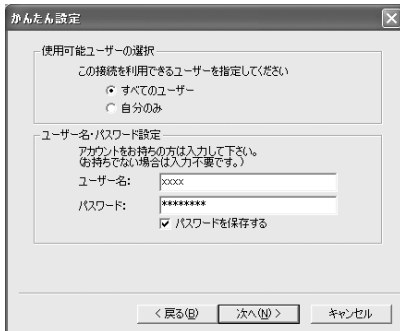 かんたん設定
使用可能ユーザーの選択
この接続を利用できるユーザーを指定してください
すべてのユーザー
自分のみ
ユーザー名・パスワード設定
アカウントをお持ちの方は入力して下さい。
(お持ちでない場合は入力不要です。)
ユーザー名: xxxx
パスワード: ********
パスワードを保存する
< 戻る(B) 次へ(N) > キャンセル